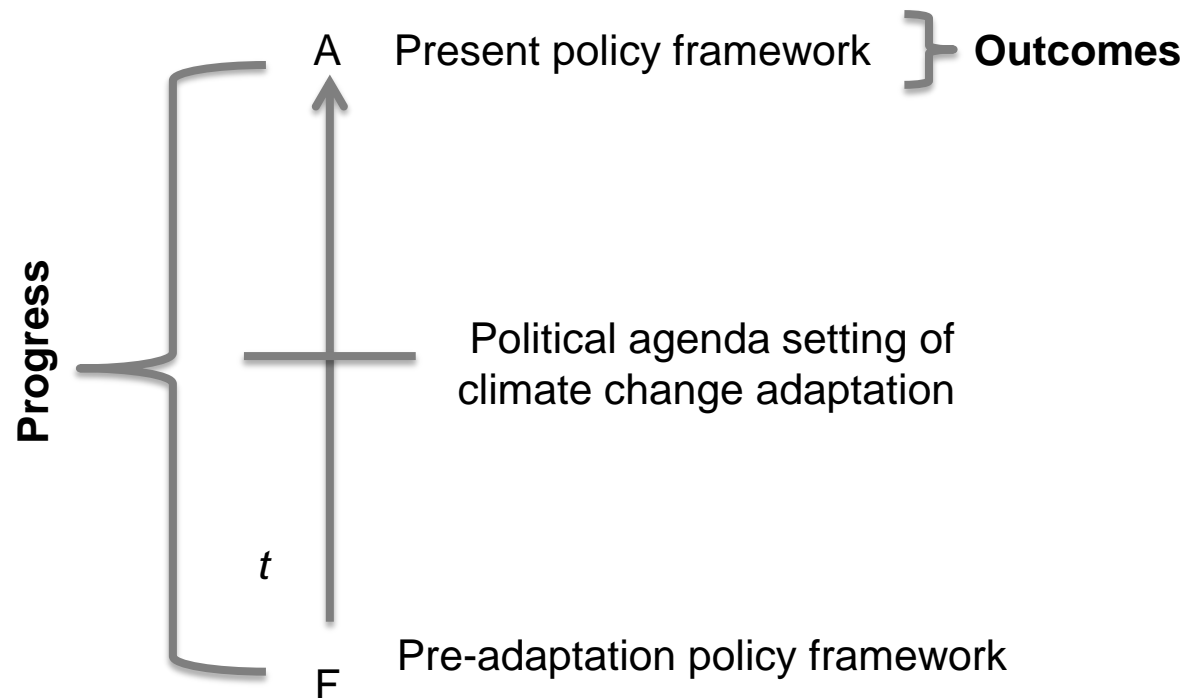 A Present policy framework Outcomes
Progress
Political agenda setting of
climate change adaptation
t
Pre-adaptation policy framework
F